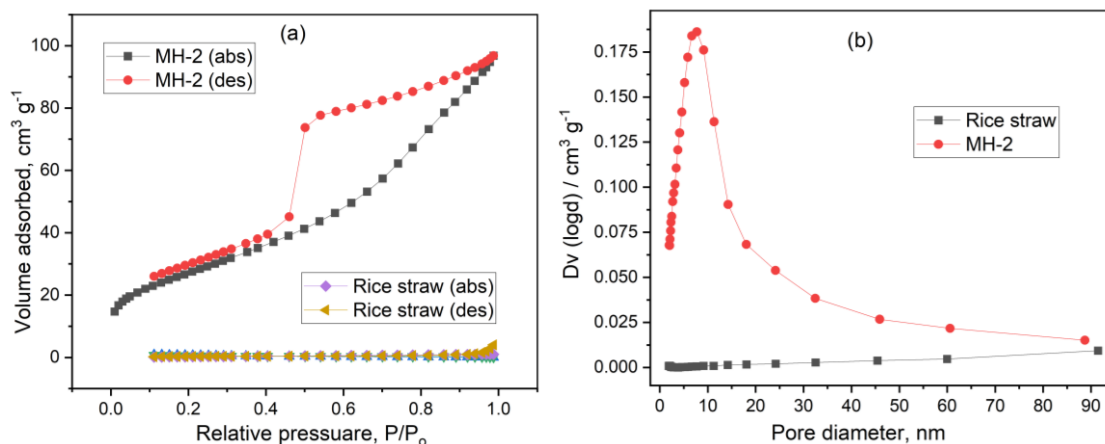 (a)
MH-2 (abs)
MH-2 (des)
Rice straw (abs)
Rice straw (des)
Volume adsorbed, cm³ g⁻¹
100
80
60
40
20
0
0.0 0.2 0.4 0.6 0.8 1.0
Relative pressuare, P/Pₒ
(b)
Rice straw
MH-2
Dv (logd) / cm³ g⁻¹
0.175
0.150
0.125
0.100
0.075
0.050
0.025
0.000
0 10 20 30 40 50 60 70 80 90
Pore diameter, nm